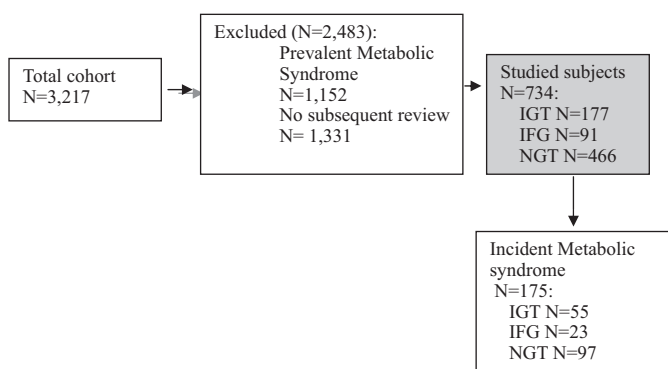 Total cohort
N=3,217
Excluded (N=2,483):
Prevalent Metabolic
Syndrome
N=1,152
No subsequent review
N= 1,331
Studied subjects
N=734:
IGT N=177
IFG N=91
NGT N=466
Incident Metabolic
syndrome
N=175:
IGT N=55
IFG N=23
NGT N=97